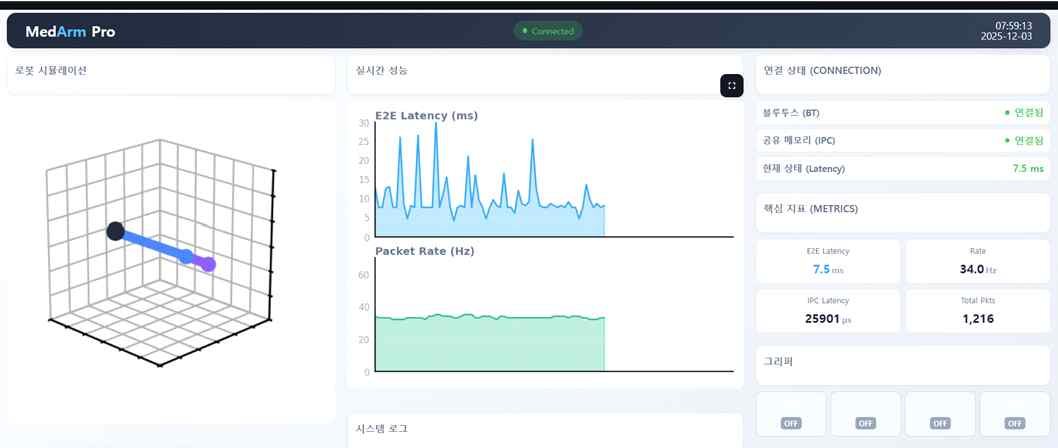 MedArm Pro
Connected
07:59:13
2025-12-03
로봇 시뮬레이션
실시간 성능
E2E Latency (ms)
30
25
20
15
10
5
0
Packet Rate (Hz)
60
40
20
0
시스템 로그
연결 상태 (CONNECTION)
블루투스 (BT)
연결됨
공유 메모리 (IPC)
연결됨
현재 상태 (Latency)
7.5 ms
핵심 지표 (METRICS)
E2E Latency
7.5 ms
Rate
34.0 Hz
IPC Latency
25901 μs
Total Pkts
1,216
그리퍼
OFF
OFF
OFF
OFF